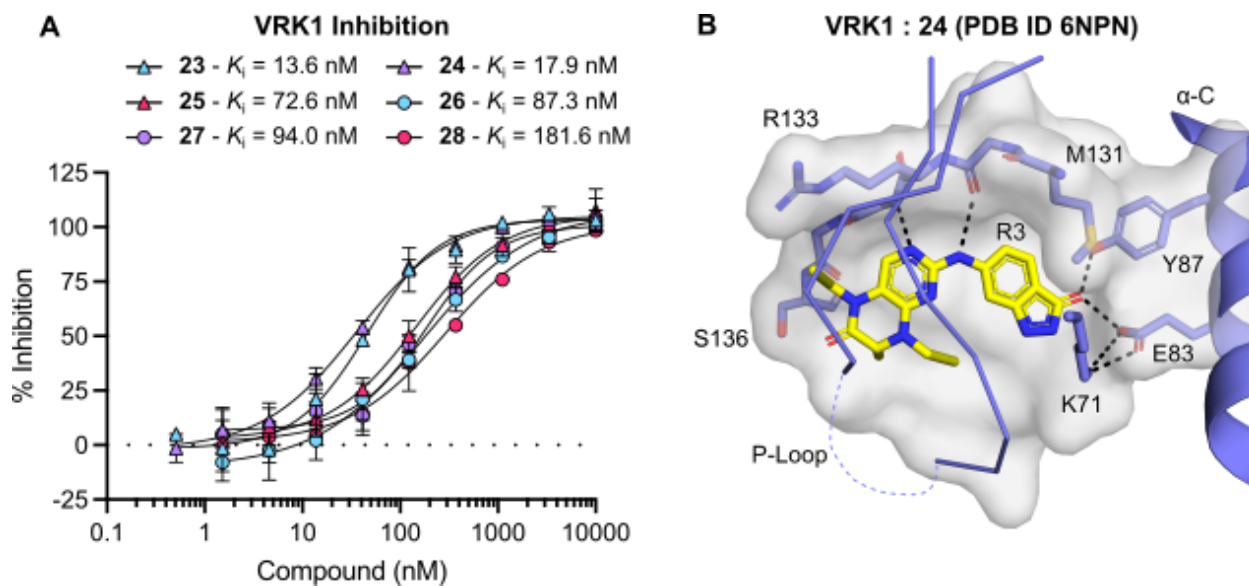 A
VRK1 Inhibition
23 - Ki = 13.6 nM
24 - Ki = 17.9 nM
25 - Ki = 72.6 nM
26 - Ki = 87.3 nM
27 - Ki = 94.0 nM
28 - Ki = 181.6 nM
125
100
75
50
25
0
-25
% Inhibition
0.1
1
10
100
1000
10000
Compound (nM)
B
VRK1 : 24 (PDB ID 6NPN)
α-C
R133
M131
R3
Y87
S136
E83
K71
P-Loop